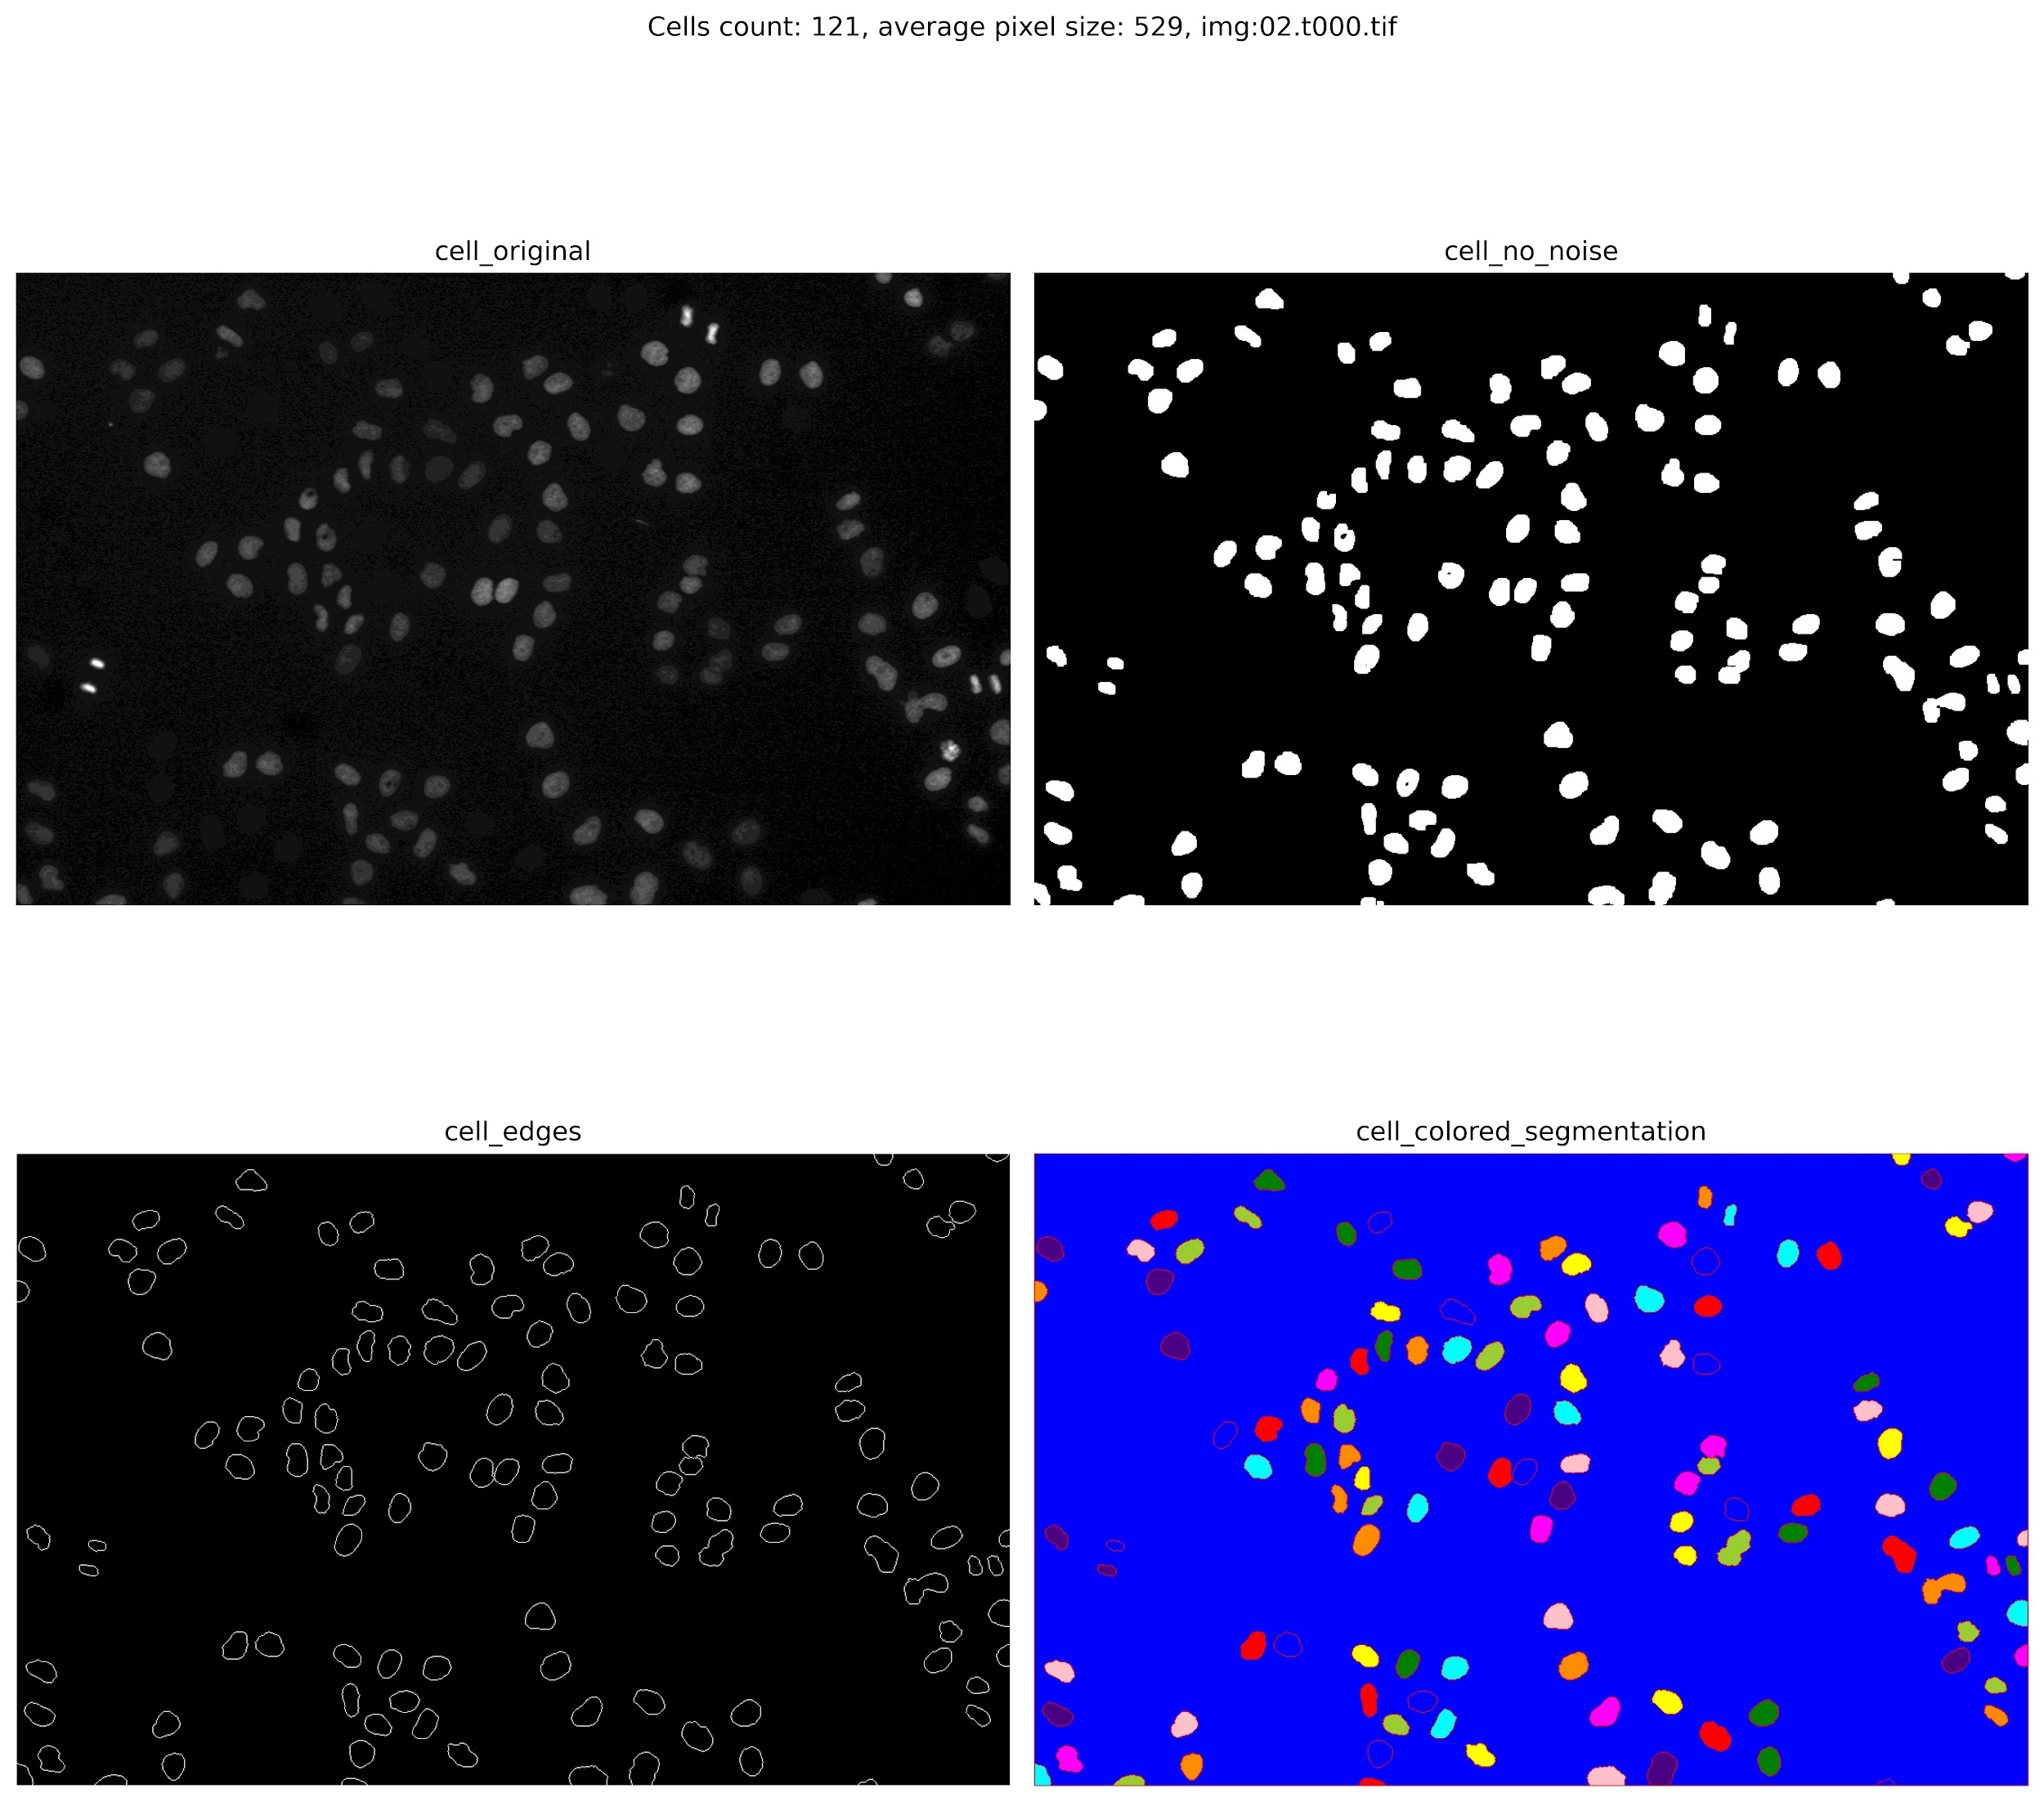 Cells count: 121, average pixel size: 529, img:02.t000.tif
cell_original
cell_no_noise
cell_edges
cell_colored_segmentation